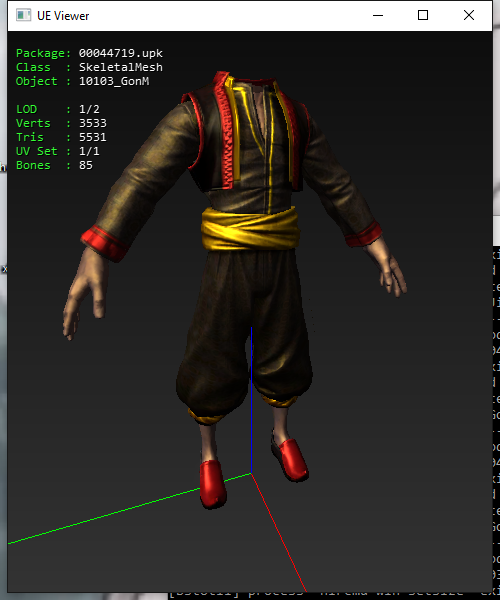 UE Viewer
Package: 00044719.upk
Class : SkeletalMesh
Object : 10103_GonM
LOD : 1/2
Verts : 3533
Tris : 5531
UV Set : 1/1
Bones : 85